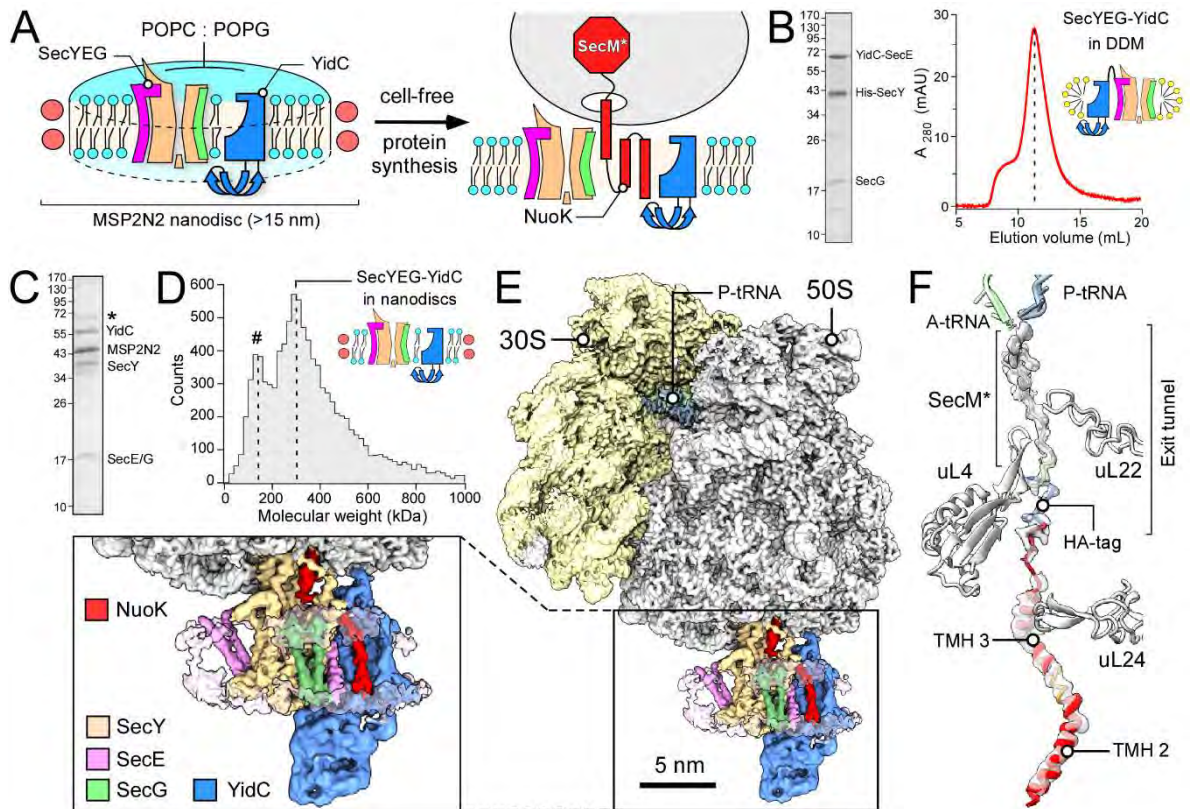 A
POPC : POPG
SecYEG
YidC
cell-free
protein
synthesis
SecM*
NuoK
MSP2N2 nanodisc (>15 nm)
B
170
130
95
72
55
43
34
26
17
10
YidC-SecE
His-SecY
SecG
SecYEG-YidC
in DDM
A 280 (mAU)
30
20
10
0
5
10
15
20
Elution volume (mL)
C
170
130
95
72
55
43
34
26
17
10
*
YidC
MSP2N2
SecY
SecE/G
D
SecYEG-YidC
in nanodiscs
#
Counts
600
500
400
300
200
100
0
0
200
400
600
800
1000
Molecular weight (kDa)
E
P-tRNA
30S
50S
5 nm
NuoK
SecY
SecE
SecG
YidC
F
P-tRNA
A-tRNA
SecM*
uL4
uL22
Exit tunnel
HA-tag
TMH 3
uL24
TMH 2